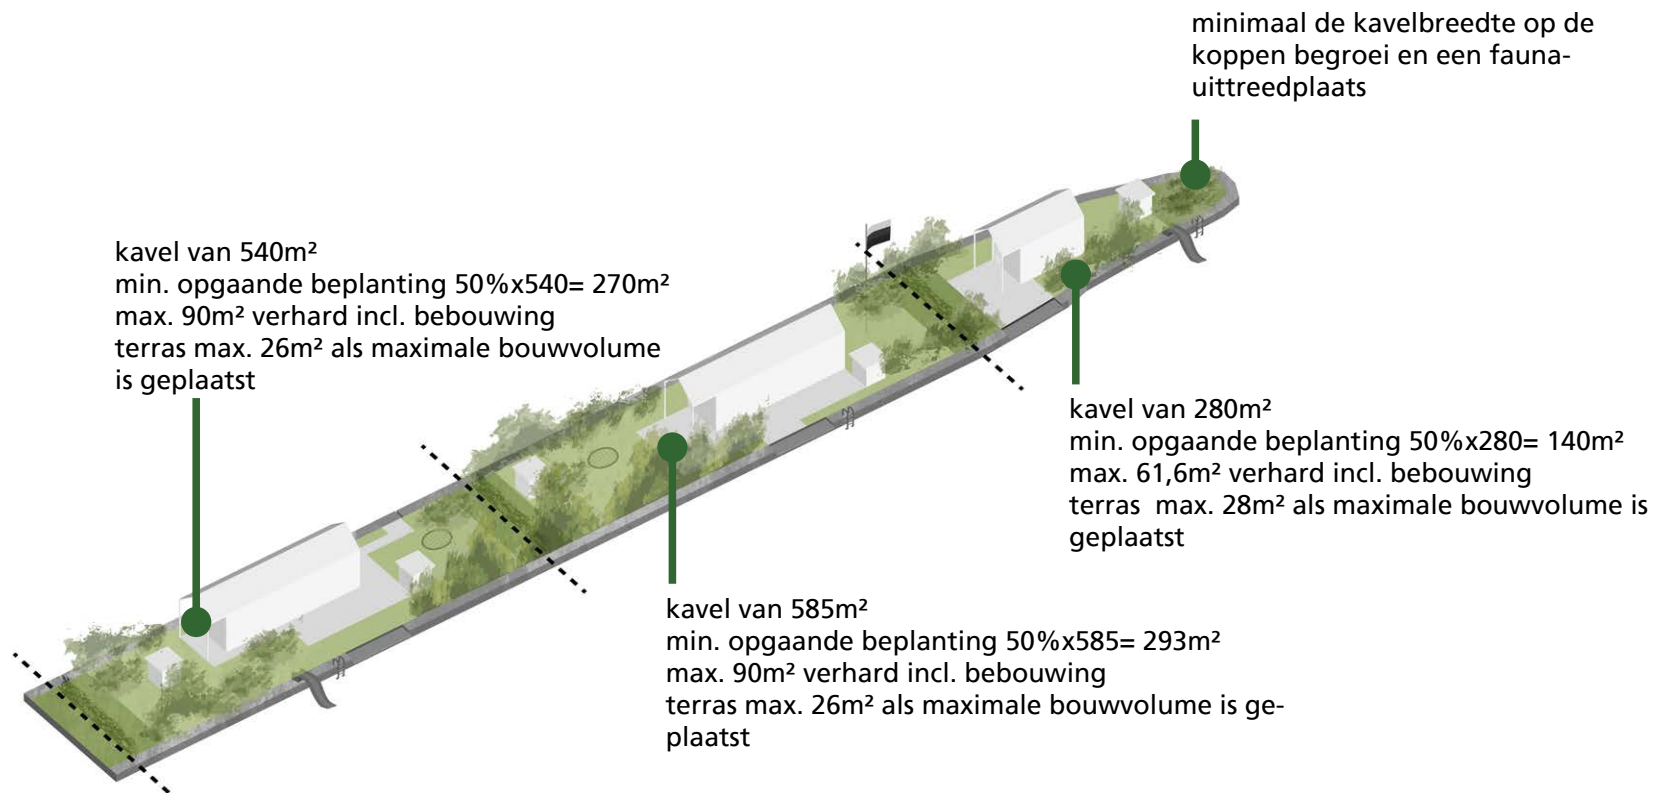 minimaal de kavelbreedte op de
koppen begroei en een fauna-
uittreedplaats
kavel van 540m²
min. opgaande beplanting 50%x540= 270m²
max. 90m² verhard incl. bebouwing
terras max. 26m² als maximale bouwvolume
is geplaatst
kavel van 280m²
min. opgaande beplanting 50%x280= 140m²
max. 61,6m² verhard incl. bebouwing
terras  max. 28m² als maximale bouwvolume is
geplaatst
kavel van 585m²
min. opgaande beplanting 50%x585= 293m²
max. 90m² verhard incl. bebouwing
terras max. 26m² als maximale bouwvolume is ge-
plaatst